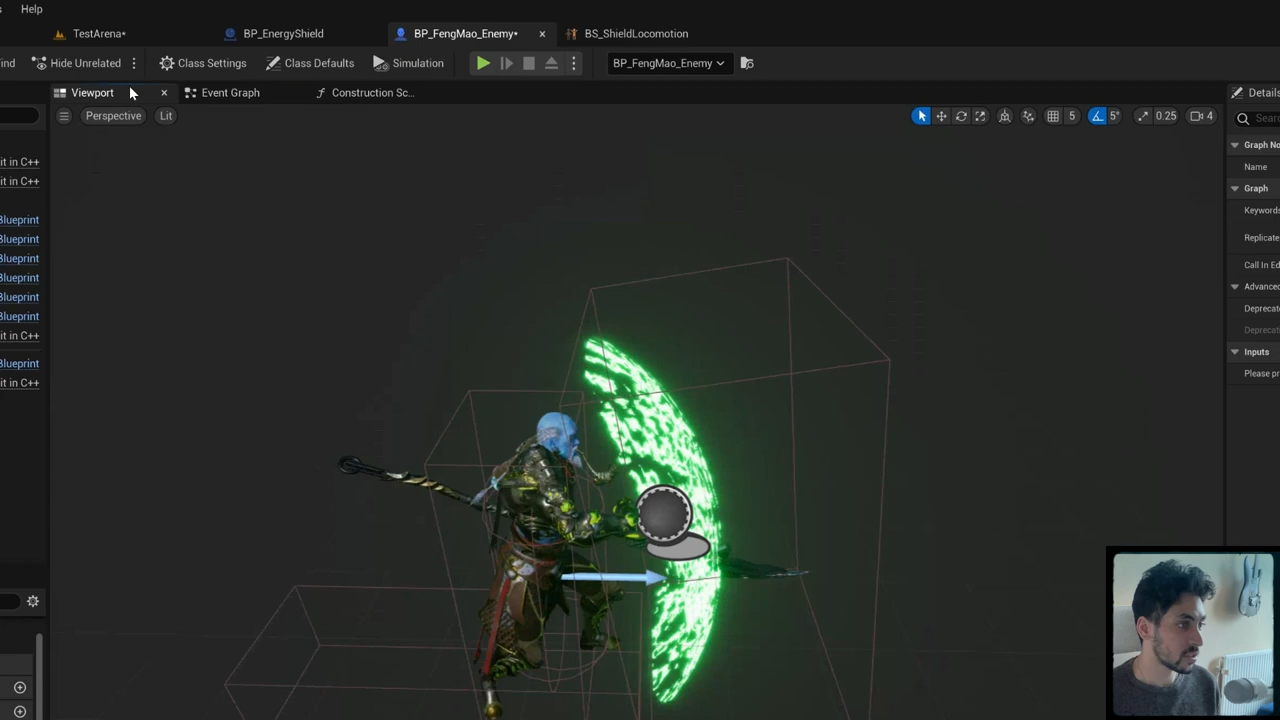 s Help
TestArena* BP_EnergyShield BP_FengMao_Enemy* BS_ShieldLocomotion
ind Hide Unrelated Class Settings Class Defaults Simulation BP_FengMao_Enemy
Viewport Event Graph Construction Sc... Details
Perspective Lit 5 5° 0.25 4 Sear
it in C++
it in C++
Blueprint
Blueprint
Blueprint
Blueprint
Blueprint
Blueprint
it in C++
Blueprint
it in C++
Graph No
Name
Graph
Keywords
Replicate
Call In Ed
Advanced
Deprecate
Deprecate
Inputs
Please pr